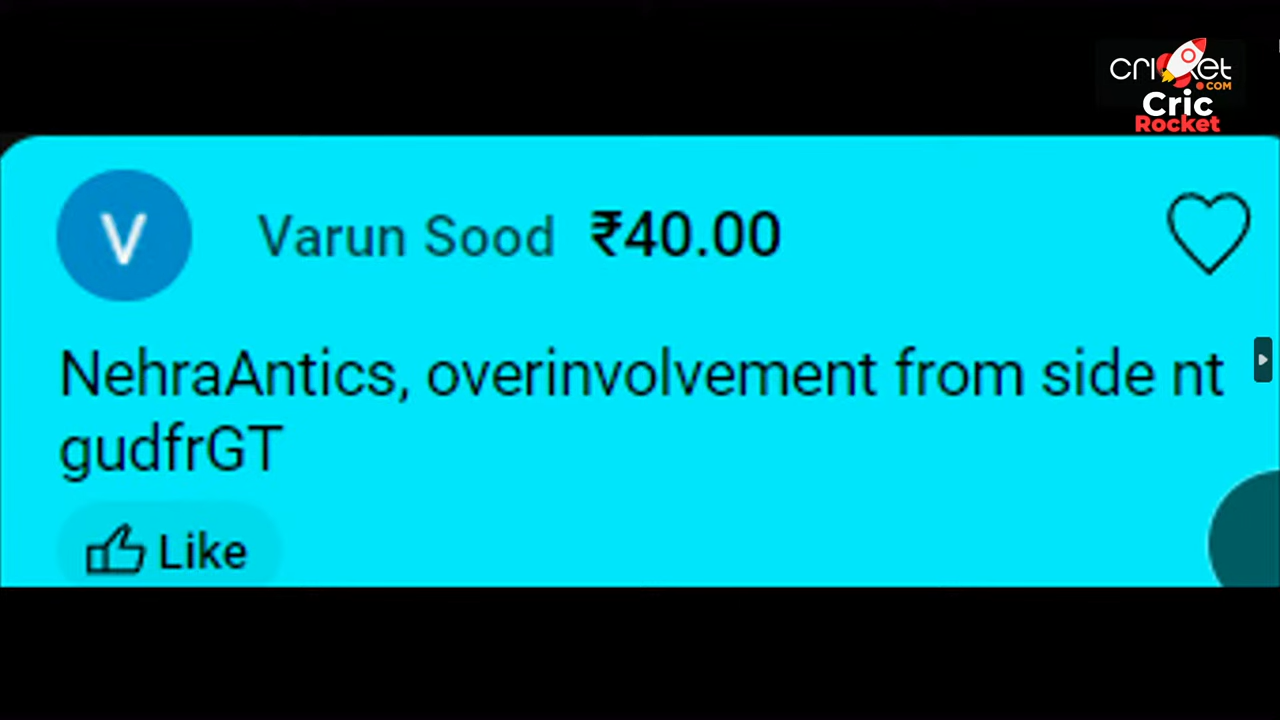 cricket
.COM
Cric
Rocket
V
Varun Sood ₹40.00
NehraAntics, overinvolvement from side nt
gudfrGT
Like